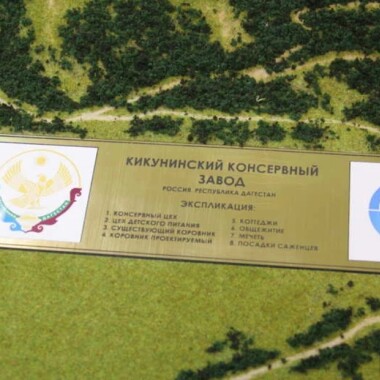 КИКУНИНСКИЙ КОНСЕРВНЫЙ
ЗАВОД
РОССИЯ. РЕСПУБЛИКА ДАГЕСТАН
ЭКСПЛИКАЦИЯ:
1. КОНСЕРВНЫЙ ЦЕХ
2. ЦЕХ ДЕТСКОГО ПИТАНИЯ
3. СУЩЕСТВУЮЩИЙ КОРОВНИК
4. КОРОВНИК ПРОЕКТИРУЕМЫЙ
5. КОТЕДЖИ
6. ОБЩЕЖИТИЕ
7. МЕЧЕТЬ
8. ПОСАДКИ САЖЕНЦЕВ